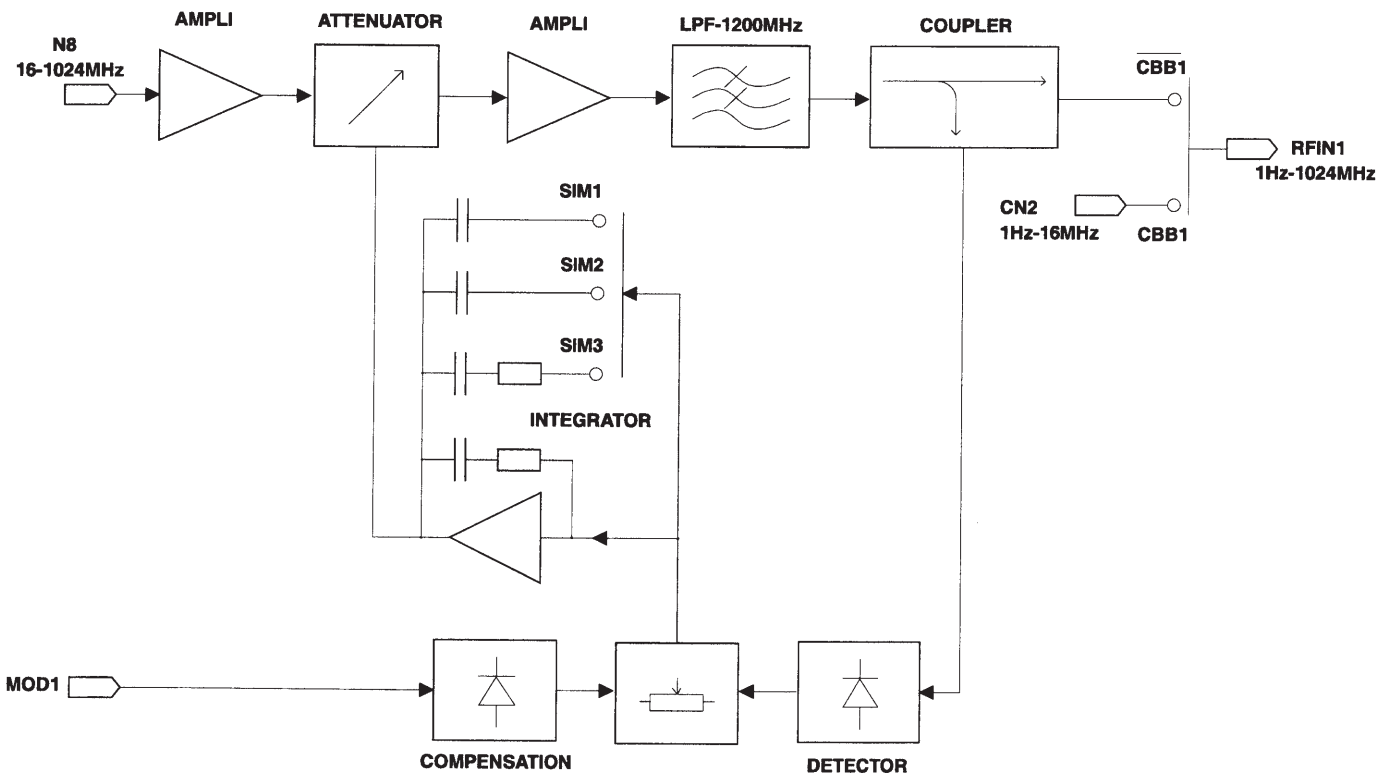 AMPLI
ATTENUATOR
AMPLI
LPF-1200MHz
COUPLER
N8
16-1024MHz
CBB1
RFIN1
1Hz-1024MHz
SIM1
CN2
1Hz-16MHz
CBB1
SIM2
SIM3
INTEGRATOR
MOD1
COMPENSATION
DETECTOR